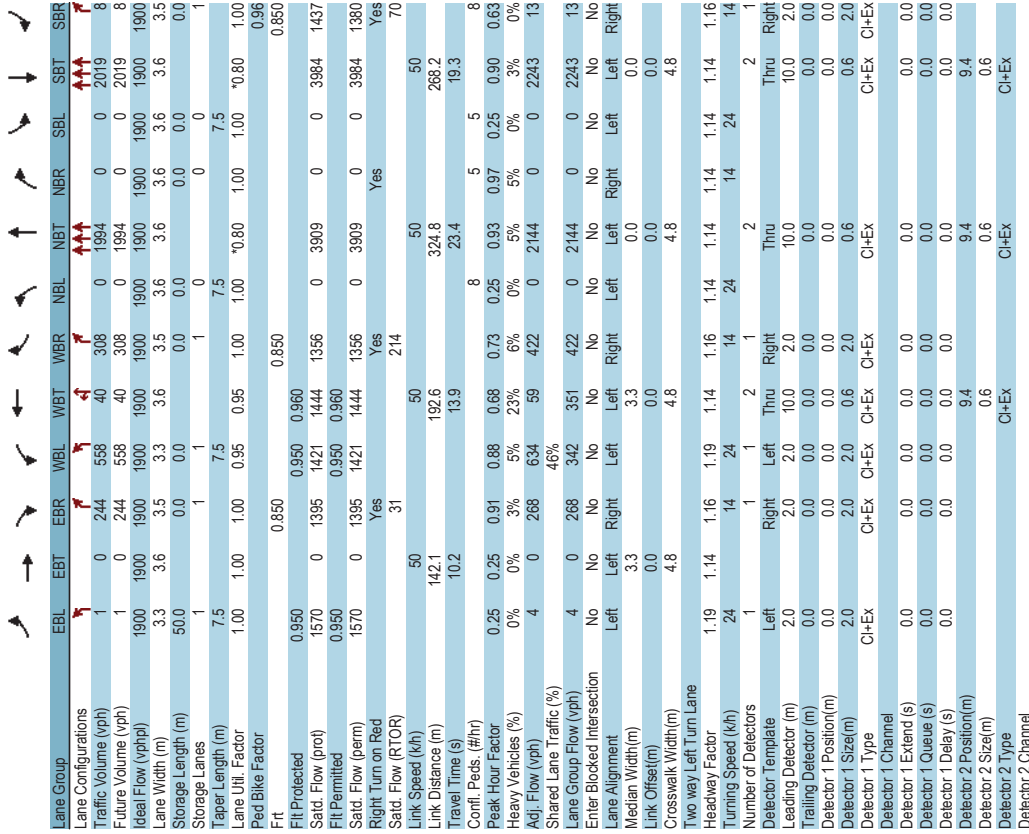 EBL EBT EBR WBL WBT WBR NBL NBT NBR SBL SBT SBR
Lane Group
Lane Configurations
Traffic Volume (vph) 1 0 244 558 40 308 0 1994 0 0 2019 8
Future Volume (vph) 1 0 244 558 40 308 0 1994 0 0 2019 8
Ideal Flow (vphpl) 1900 1900 1900 1900 1900 1900 1900 1900 1900 1900 1900 1900
Lane Width (m) 3.3 3.6 3.5 3.3 3.6 3.5 3.6 3.6 3.6 3.6 3.6 3.5
Storage Length (m) 50.0 0.0 0.0 0.0 0.0 0.0 0.0 0.0
Storage Lanes 1 1 1 1 0 0 0 1
Taper Length (m) 7.5 7.5 7.5 7.5
Lane Util. Factor 1.00 1.00 1.00 0.95 0.95 1.00 1.00 *0.80 1.00 1.00 *0.80 1.00
Ped Bike Factor 0.96
Frt 0.850 0.850 0.850
Flt Protected 0.950 0.950 0.960
Satd. Flow (prot) 1570 0 1395 1421 1444 1356 0 3909 0 0 3984 1437
Flt Permitted 0.950 0.950 0.960
Satd. Flow (perm) 1570 0 1395 1421 1444 1356 0 3909 0 0 3984 1380
Right Turn on Red Yes Yes Yes Yes
Satd. Flow (RTOR) 31 214 70
Link Speed (k/h) 50 50 50 50
Link Distance (m) 142.1 192.6 324.8 268.2
Travel Time (s) 10.2 13.9 23.4 19.3
Confl. Peds. (#/hr) 8 5 5 8
Peak Hour Factor 0.25 0.25 0.91 0.88 0.68 0.73 0.25 0.93 0.97 0.25 0.90 0.63
Heavy Vehicles (%) 0% 0% 3% 5% 23% 6% 0% 5% 5% 0% 3% 0%
Adj. Flow (vph) 4 0 268 634 59 422 0 2144 0 0 2243 13
Shared Lane Traffic (%) 46%
Lane Group Flow (vph) 4 0 268 342 351 422 0 2144 0 0 2243 13
Enter Blocked Intersection No No No No No No No No No No No No
Lane Alignment Left Left Right Left Left Right Left Left Right Left Left Right
Median Width(m) 3.3 3.3 0.0 0.0
Link Offset(m) 0.0 0.0 0.0 0.0
Crosswalk Width(m) 4.8 4.8 4.8 4.8
Two way Left Turn Lane
Headway Factor 1.19 1.14 1.16 1.19 1.14 1.16 1.14 1.14 1.14 1.14 1.14 1.16
Turning Speed (k/h) 24 14 24 14 24 14 24 14
Number of Detectors 1 1 1 2 1 2 2 1
Detector Template Left Right Left Thru Right Thru Thru Right
Leading Detector (m) 2.0 2.0 2.0 10.0 2.0 10.0 10.0 2.0
Trailing Detector (m) 0.0 0.0 0.0 0.0 0.0 0.0 0.0 0.0
Detector 1 Position(m) 0.0 0.0 0.0 0.0 0.0 0.0 0.0 0.0
Detector 1 Size(m) 2.0 2.0 2.0 0.6 2.0 0.6 0.6 2.0
Detector 1 Type Cl+Ex Cl+Ex Cl+Ex Cl+Ex Cl+Ex Cl+Ex Cl+Ex Cl+Ex
Detector 1 Channel
Detector 1 Extend (s) 0.0 0.0 0.0 0.0 0.0 0.0 0.0 0.0
Detector 1 Queue (s) 0.0 0.0 0.0 0.0 0.0 0.0 0.0 0.0
Detector 1 Delay (s) 0.0 0.0 0.0 0.0 0.0 0.0 0.0 0.0
Detector 2 Position(m) 9.4 9.4 9.4
Detector 2 Size(m) 0.6 0.6 0.6
Detector 2 Type Cl+Ex Cl+Ex Cl+Ex
Detector 2 Channel